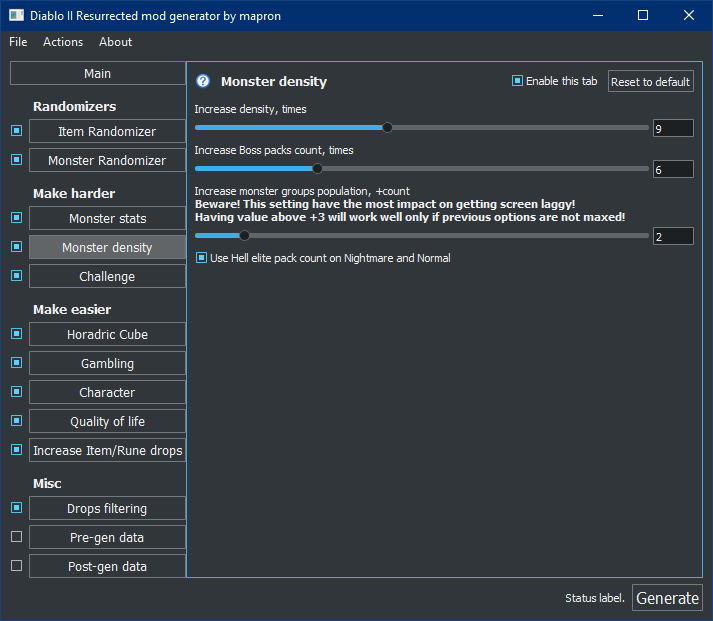 Diablo II Resurrected mod generator by mapron
File Actions About
Main
Randomizers
Item Randomizer
Monster Randomizer
Make harder
Monster stats
Monster density
Challenge
Make easier
Horadric Cube
Gambling
Character
Quality of life
Increase Item/Rune drops
Misc
Drops filtering
Pre-gen data
Post-gen data
? Monster density
Enable this tab
Reset to default
Increase density, times
9
Increase Boss packs count, times
6
Increase monster groups population, +count
Beware! This setting have the most impact on getting screen laggy!
Having value above +3 will work well only if previous options are not maxed!
2
Use Hell elite pack count on Nightmare and Normal
Status label.
Generate